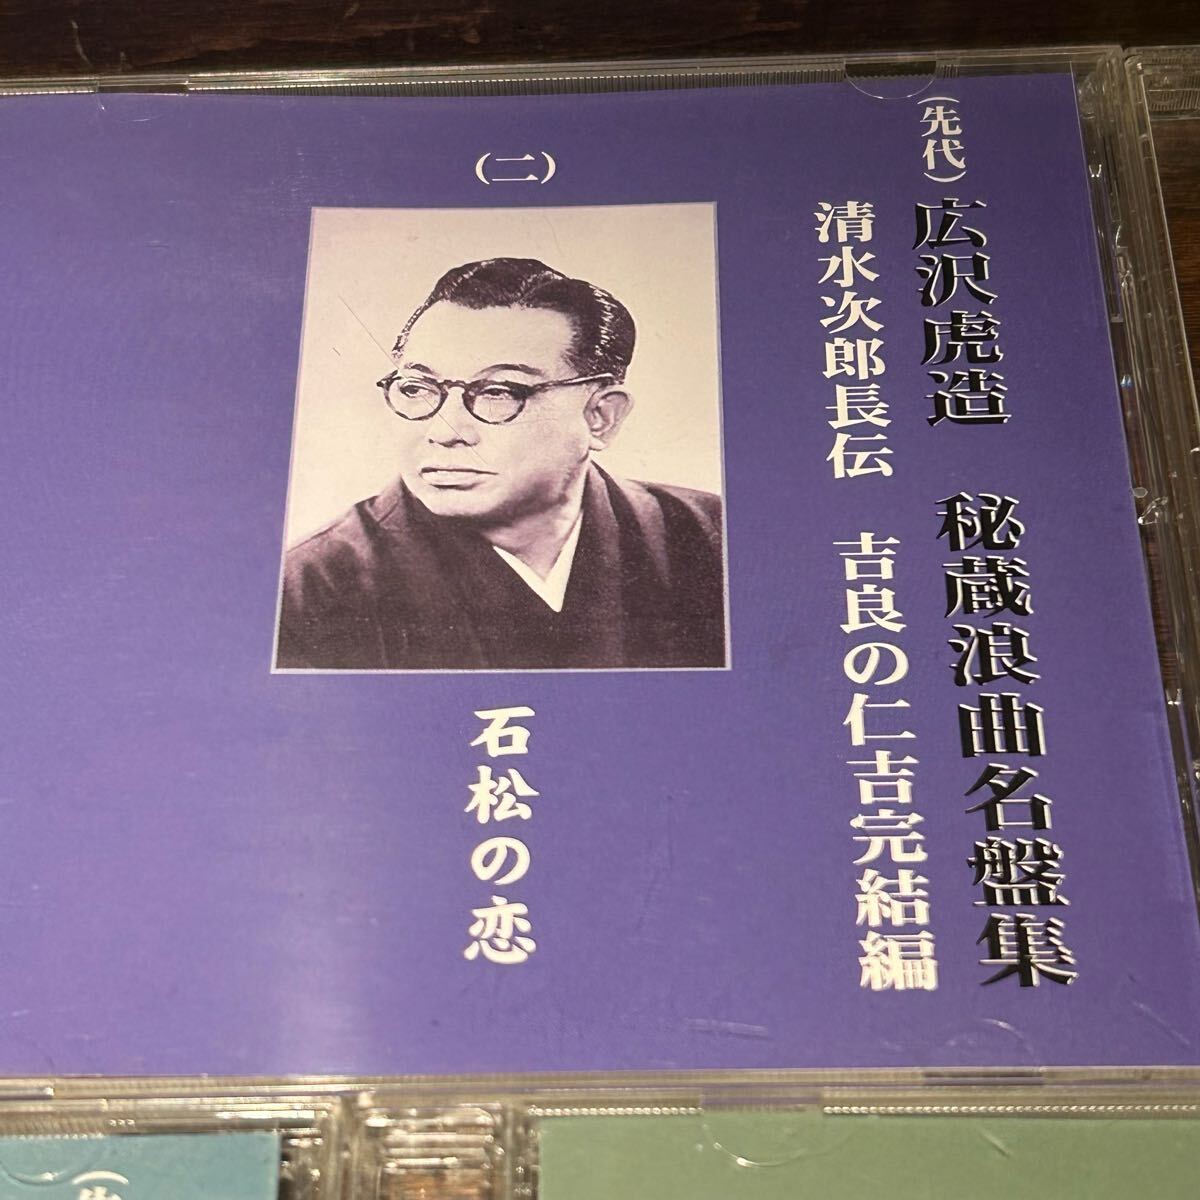 (先代) 広沢虎造 秘蔵浪曲名盤集
清水次郎長伝 吉良の仁吉完結編
(二)
石松の恋